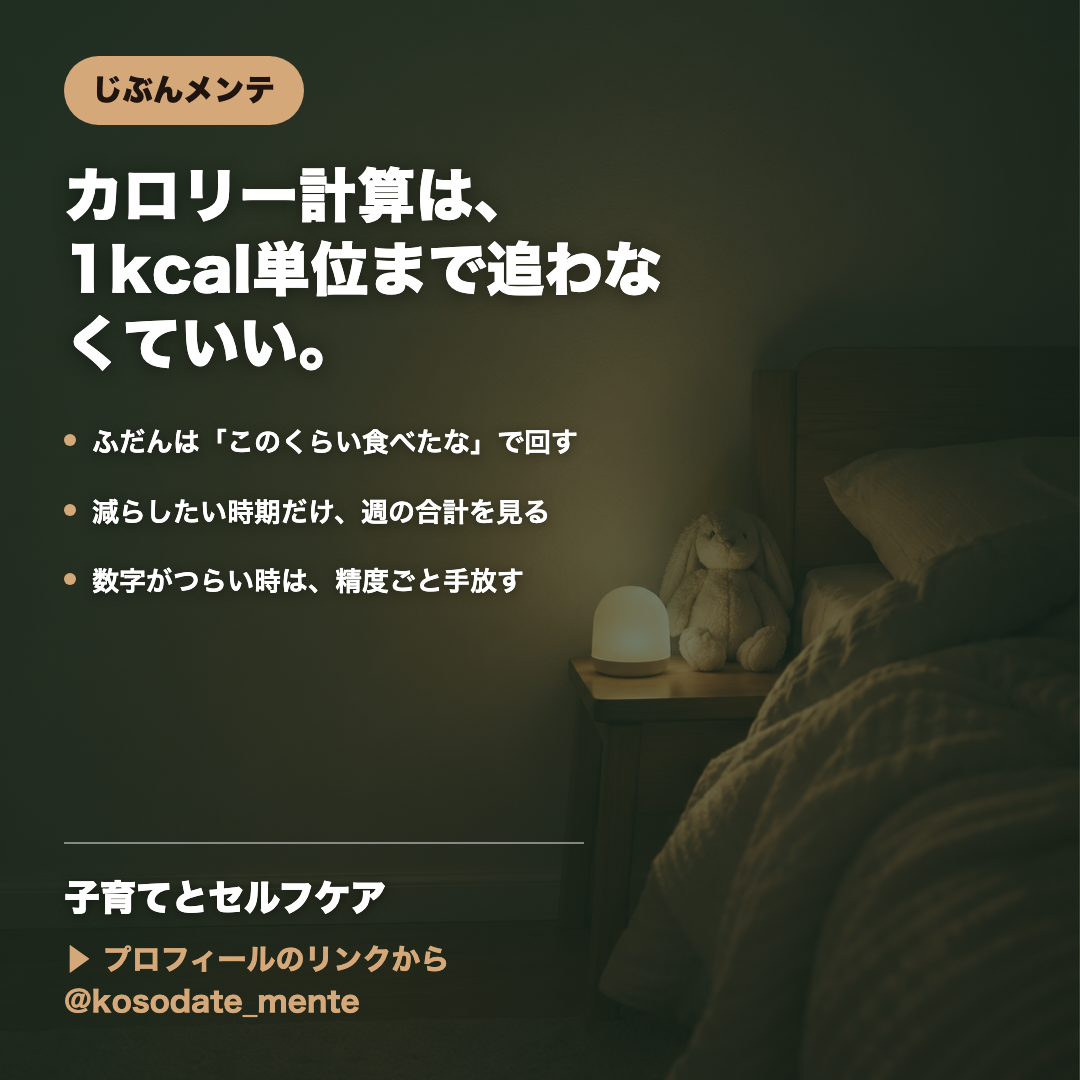 じぶんメンテ
カロリー計算は、
1kcal単位まで追わな
くていい。
ふだんは「このくらい食べたな」で回す
減らしたい時期だけ、週の合計を見る
数字がつらい時は、精度ごと手放す
子育てとセルフケア
▶ プロフィールのリンクから
@kosodate_mente